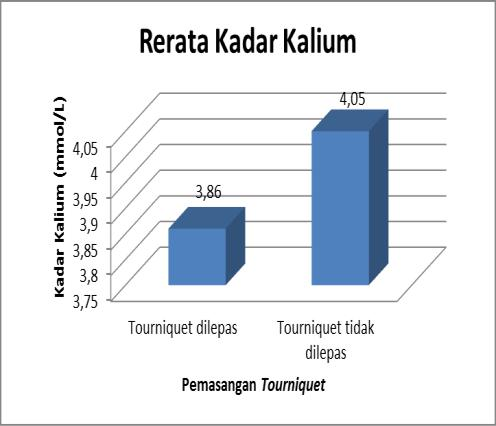 Rerata Kadar Kalium
Kadar Kalium (mmol/L)
4,05
4
3,95
3,9
3,85
3,8
3,75
3,86
4,05
Tourniquet dilepas
Tourniquet tidak
dilepas
Pemasangan Tourniquet